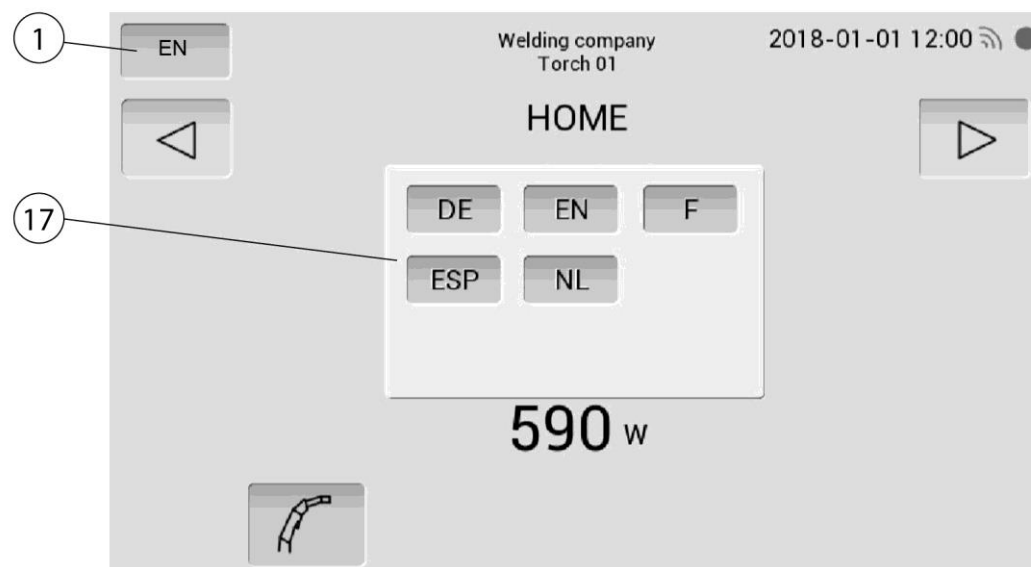 1
EN
Welding company
Torch 01
2018-01-01 12:00
HOME
17
DE EN F
ESP NL
590 W